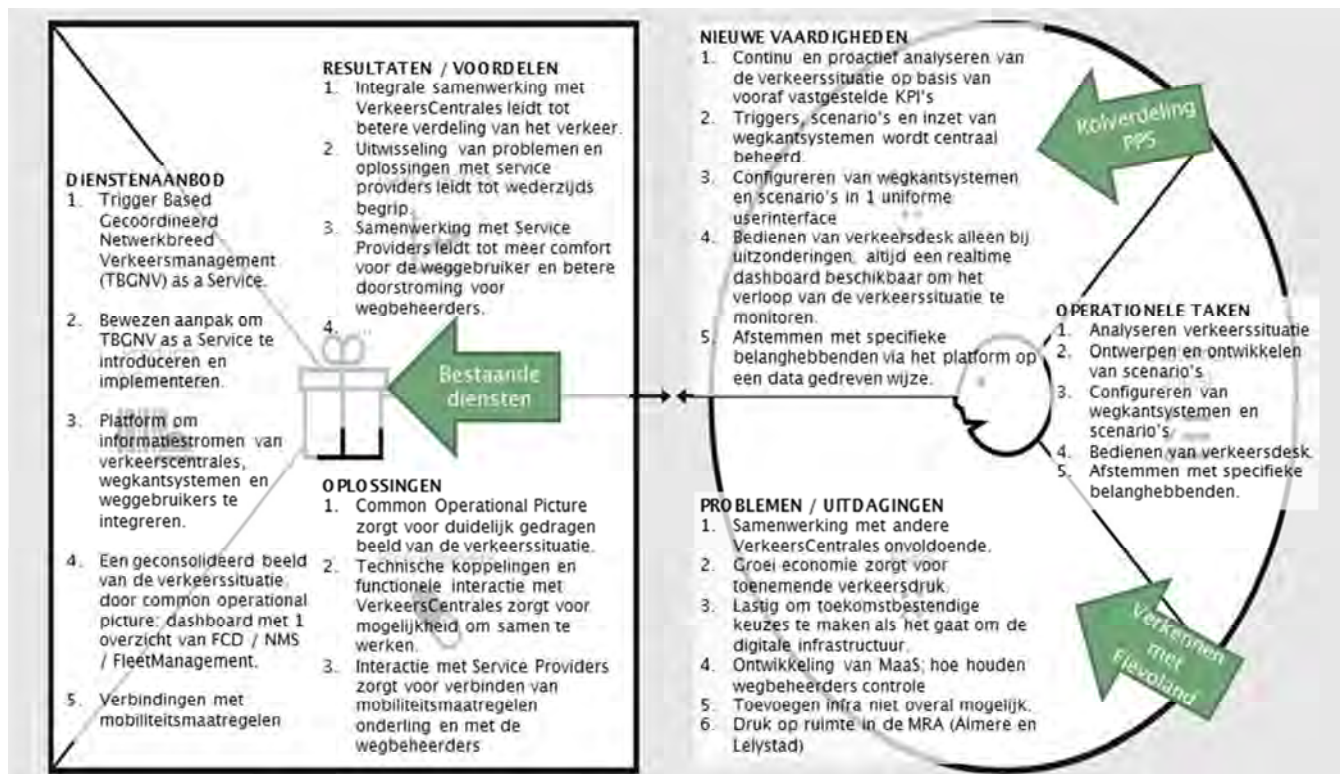 DIENSTENAANBOD
1. Trigger Based
Gecoördineerd
Netwerkbreed
Verkeersmanagement
(TBGNV) as a Service.
2. Bewezen aanpak om
TBGNV as a Service te
introduceren en
implementeren.
3. Platform om
informatiestromen van
verkeerscentrales,
wegkantsystemen en
weggebruikers te
integreren.
4. Een geconsolideerd beeld
van de verkeerssituatie
door common operational
picture: dashboard met 1
overzicht van FCD / NMS
/ FleetManagement.
5. Verbindingen met
mobiliteitsmaatregelen
RESULTATEN / VOORDELEN
1. Integrale samenwerking met
VerkeersCentrales leidt tot
betere verdeling van het verkeer.
2. Uitwisseling van problemen en
oplossingen met service
providers leidt tot wederzijds
begrip.
3. Samenwerking met Service
Providers leidt tot meer comfort
voor de weggebruiker en betere
doorstroming voor
wegbeheerders.
4. ...
Bestaande
diensten
OPLOSSINGEN
1. Common Operational Picture
zorgt voor duidelijk gedragen
beeld van de verkeerssituatie.
2. Technische koppelingen en
functionele interactie met
VerkeersCentrales zorgt voor
mogelijkheid om samen te
werken.
3. Interactie met Service Providers
zorgt voor verbinden van
mobiliteitsmaatregelen
onderling en met de
wegbeheerders
NIEUWE VAARDIGHEDEN
1. Continu en proactief analyseren van
de verkeerssituatie op basis van
vooraf vastgestelde KPI's
2. Triggers, scenario's en inzet van
wegkantsystemen wordt centraal
beheerd.
3. Configureren van wegkantsystemen
en scenario's in 1 uniforme
userinterface
4. Bedienen van verkeersdesk alleen bij
uitzonderingen, altijd een realtime
dashboard beschikbaar om het
verloop van de verkeerssituatie te
monitoren.
5. Afstemmen met specifieke
belanghebbenden via het platform op
een data gedreven wijze.
Rolverdeling
PPS
OPERATIONELE TAKEN
1. Analyseren verkeerssituatie
2. Ontwerpen en ontwikkelen
van scenario's
3. Configureren van
wegkantsystemen en
scenario's
4. Bedienen van verkeersdesk.
5. Afstemmen met specifieke
belanghebbenden.
PROBLEMEN / UITDAGINGEN
1. Samenwerking met andere
VerkeersCentrales onvoldoende.
2. Groei economie zorgt voor
toenemende verkeersdruk.
3. Lastig om toekomstbestendige
keuzes te maken als het gaat om de
digitale infrastructuur.
4. Ontwikkeling van MaaS; hoe houden
wegbeheerders controle
5. Toevoegen infra niet overal mogelijk.
6. Druk op ruimte in de MRA (Almere en
Lelystad)
Verkennen
met
Flevoland